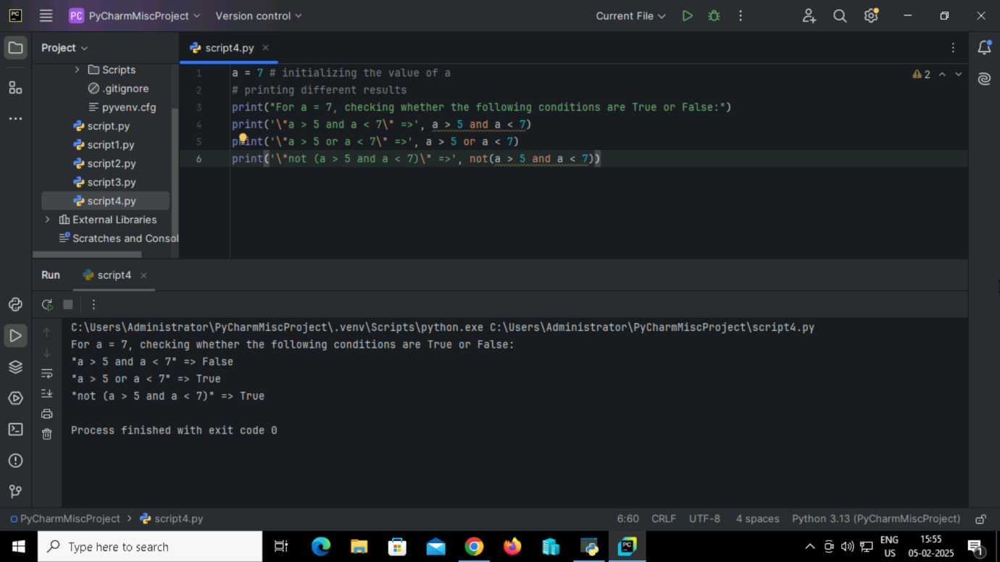 PC
PC PyCharmMiscProject Version control Current File
Project
script4.py
Scripts
.gitignore
pyvenv.cfg
script.py
script1.py
script2.py
script3.py
script4.py
External Libraries
Scratches and Consol
1 a = 7 # initializing the value of a
2 # printing different results
3 print("For a = 7, checking whether the following conditions are True or False:")
4 print('\"a > 5 and a < 7\" =>', a > 5 and a < 7)
5 print('\"a > 5 or a < 7\" =>', a > 5 or a < 7)
6 print('\"not (a > 5 and a < 7)\" =>', not(a > 5 and a < 7))
2
Run script4
C:\Users\Administrator\PyCharmMiscProject\.venv\Scripts\python.exe C:\Users\Administrator\PyCharmMiscProject\script4.py
For a = 7, checking whether the following conditions are True or False:
"a > 5 and a < 7" => False
"a > 5 or a < 7" => True
"not (a > 5 and a < 7)" => True
Process finished with exit code 0
PyCharmMiscProject > script4.py 6:60 CRLF UTF-8 4 spaces Python 3.13 (PyCharmMiscProject)
Type here to search
PC
ENG
US
15:55
05-02-2025
1